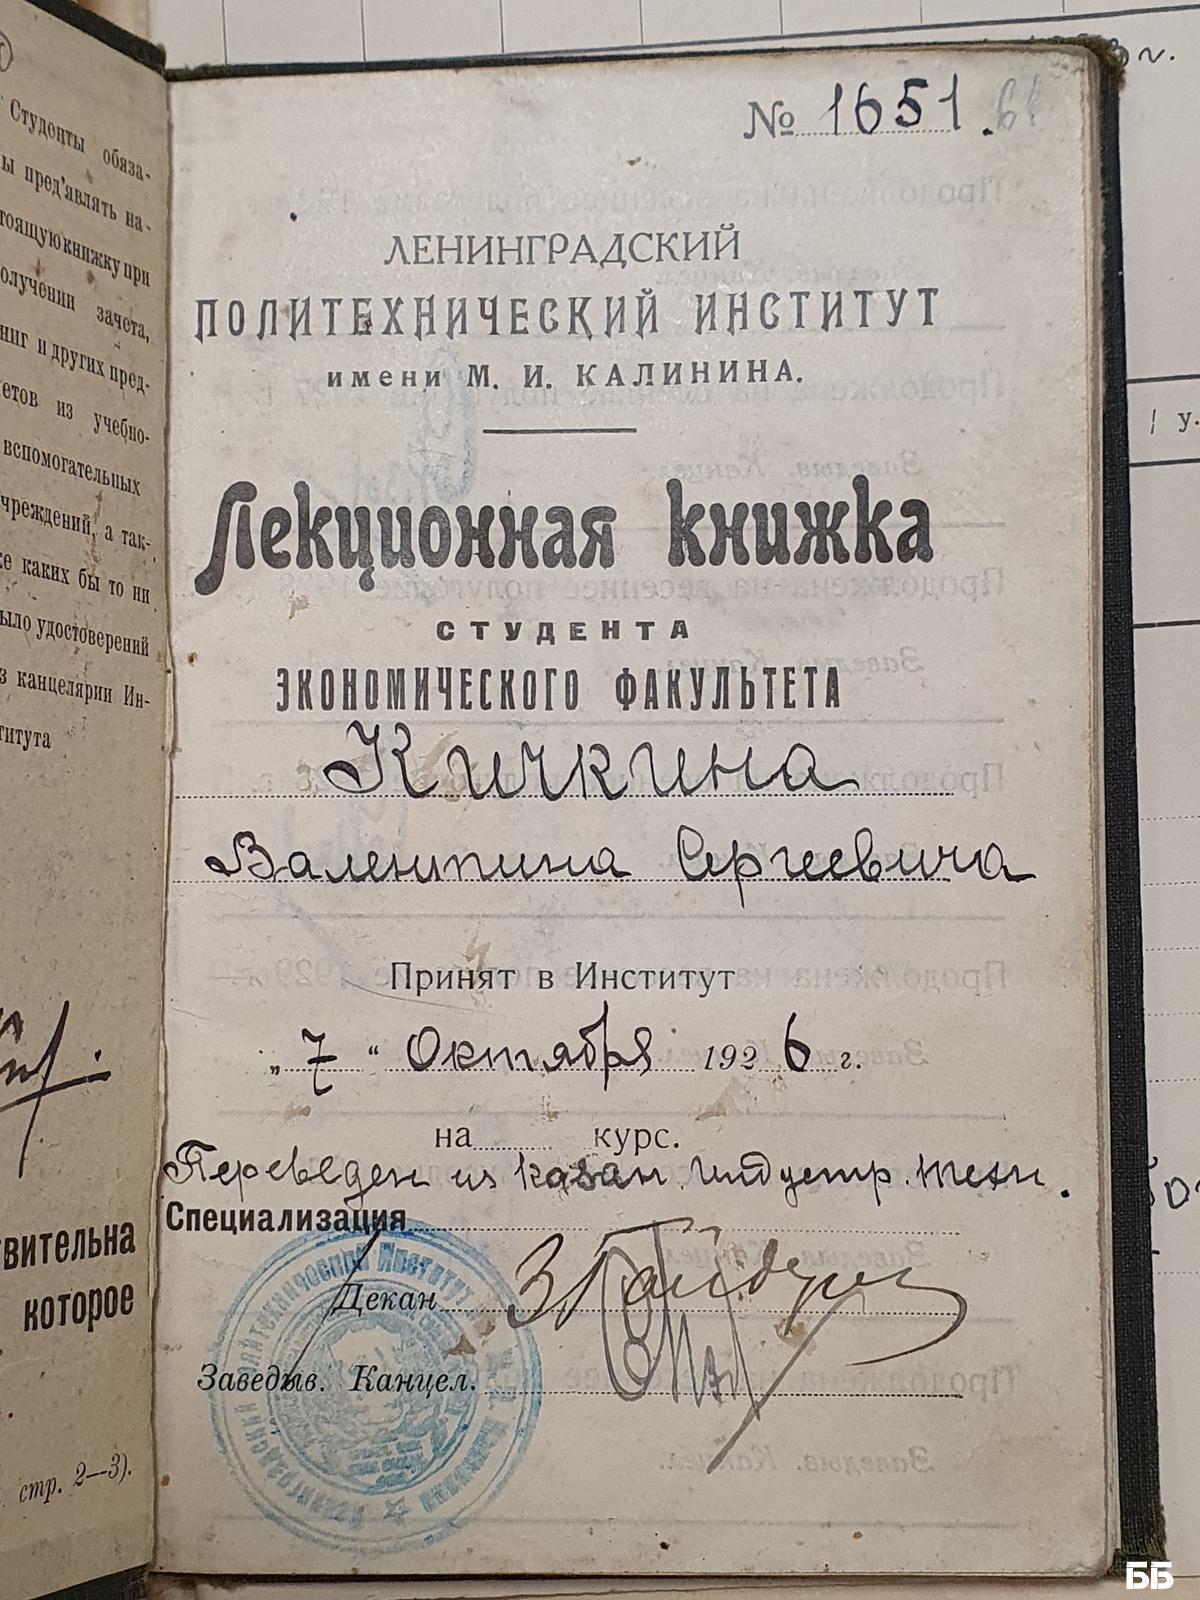 Студенты обяза-
ы пред'являть на-
тоящую книжку при
олучении зачета,
ниг и других пред-
етов из учебно-
вспомогательных
чреждений, а так-
е каких бы то ни
ыло удостоверений
з канцелярии Ин-
титута
твительна
которое
стр. 2—3).
№ 1651.
ЛЕНИНГРАДСКИЙ
ПОЛИТЕХНИЧЕСКИЙ ИНСТИТУТ
имени М. И. КАЛИНИНА.
Лекционная книжка
СТУДЕНТА
ЭКОНОМИЧЕСКОГО ФАКУЛЬТЕТА
Кичкина
Валентина Сергеевича
Принят в Институт
„7“ Октября 1926 г.
на курс.
Переведен из казан. индустр. техн.
Специализация
Декан
Заведыв. Канцел.
ББ